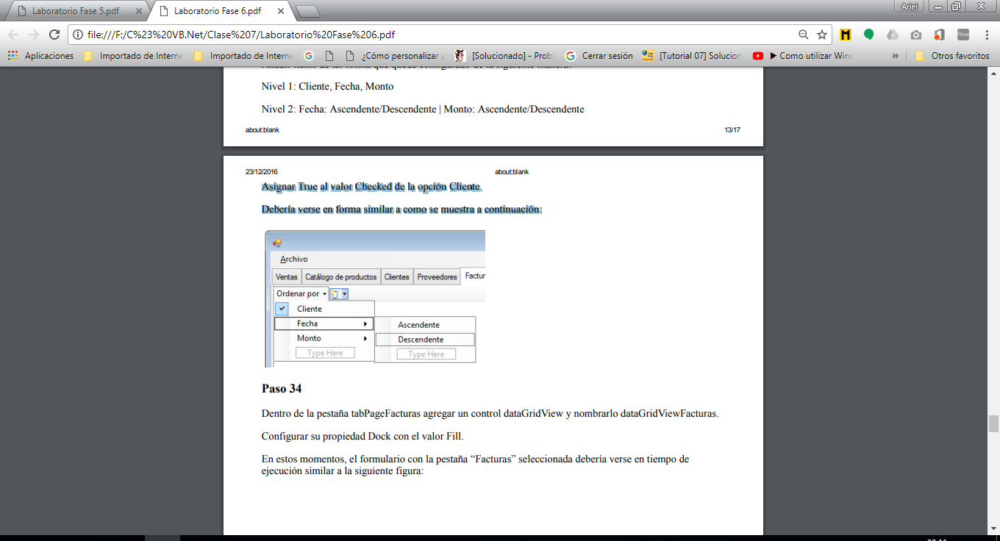 Laboratorio Fase 5.pdf
Laboratorio Fase 6.pdf
Ariel
file:///F:/C%23%20VB.Net/Clase%207/Laboratorio%20Fase%206.pdf
Aplicaciones
Importado de Interne
Importado de Interne
¿Cómo personalizar u
[Solucionado] - Probl
Cerrar sesión
[Tutorial 07] Solucion
Como utilizar Winc
»
Otros favoritos
Nivel 1: Cliente, Fecha, Monto
Nivel 2: Fecha: Ascendente/Descendente | Monto: Ascendente/Descendente
about:blank
13/17
23/12/2016
about:blank
Asignar True al valor Checked de la opción Cliente.
Debería verse en forma similar a como se muestra a continuación:
Archivo
Ventas
Catálogo de productos
Clientes
Proveedores
Factur
Ordenar por
Cliente
Fecha
Monto
Type Here
Ascendente
Descendente
Type Here
Paso 34
Dentro de la pestaña tabPageFacturas agregar un control dataGridView y nombrarlo dataGridViewFacturas.
Configurar su propiedad Dock con el valor Fill.
En estos momentos, el formulario con la pestaña “Facturas” seleccionada debería verse en tiempo de
ejecución similar a la siguiente figura: